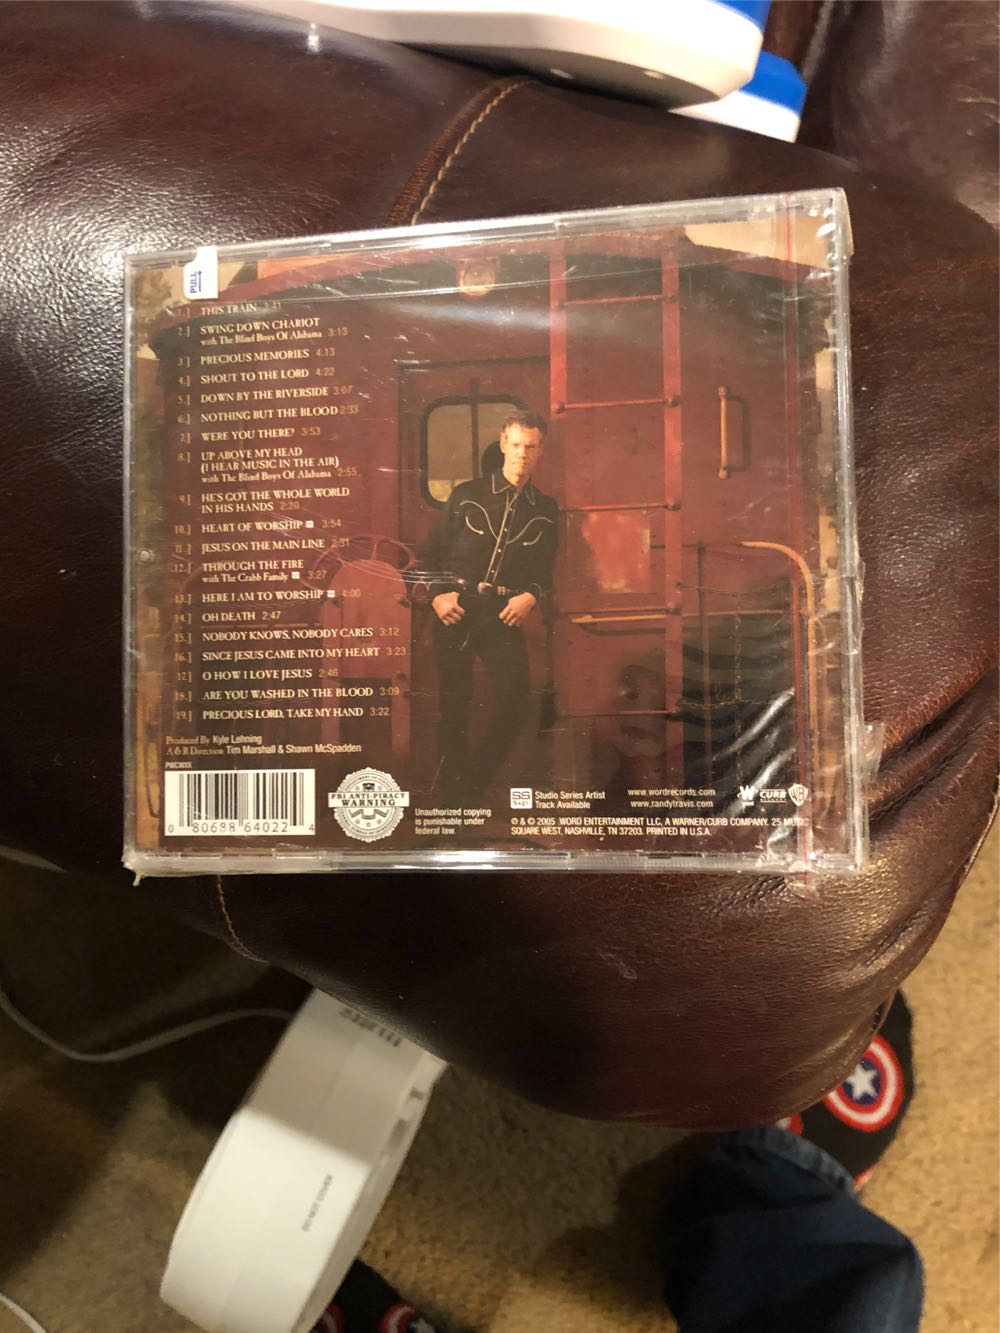 PULL
1.] THIS TRAIN 3:41
2.] SWING DOWN CHARIOT
with The Blind Boys Of Alabama 3:13
3.] PRECIOUS MEMORIES 4:13
4.] SHOUT TO THE LORD 4:22
5.] DOWN BY THE RIVERSIDE 3:07
6.] NOTHING BUT THE BLOOD 2:33
7.] WERE YOU THERE? 3:53
8.] UP ABOVE MY HEAD
(I HEAR MUSIC IN THE AIR)
with The Blind Boys Of Alabama 2:55
9.] HE'S GOT THE WHOLE WORLD
IN HIS HANDS 2:20
10.] HEART OF WORSHIP 3:54
11.] JESUS ON THE MAIN LINE 2:31
12.] THROUGH THE FIRE
with The Crabb Family 3:27
13.] HERE I AM TO WORSHIP 4:00
14.] OH DEATH 2:47
15.] NOBODY KNOWS, NOBODY CARES 3:12
16.] SINCE JESUS CAME INTO MY HEART 3:23
17.] O HOW I LOVE JESUS 2:46
18.] ARE YOU WASHED IN THE BLOOD 3:09
19.] PRECIOUS LORD, TAKE MY HAND 3:22
Produced By Kyle Lehning
A & R Direction Tim Marshall & Shawn McSpadden
PWCW1X
0 80688 64022 4
FBI ANTI-PIRACY
WARNING
Unauthorized copying
is punishable under
federal law.
SS
Studio Series Artist
Track Available
www.wordrecords.com
www.randytravis.com
CURB
WB
℗ & © 2005 WORD ENTERTAINMENT LLC, A WARNER/CURB COMPANY. 25 MUSIC
SQUARE WEST, NASHVILLE, TN 37203. PRINTED IN U.S.A.
DO NOT COVER